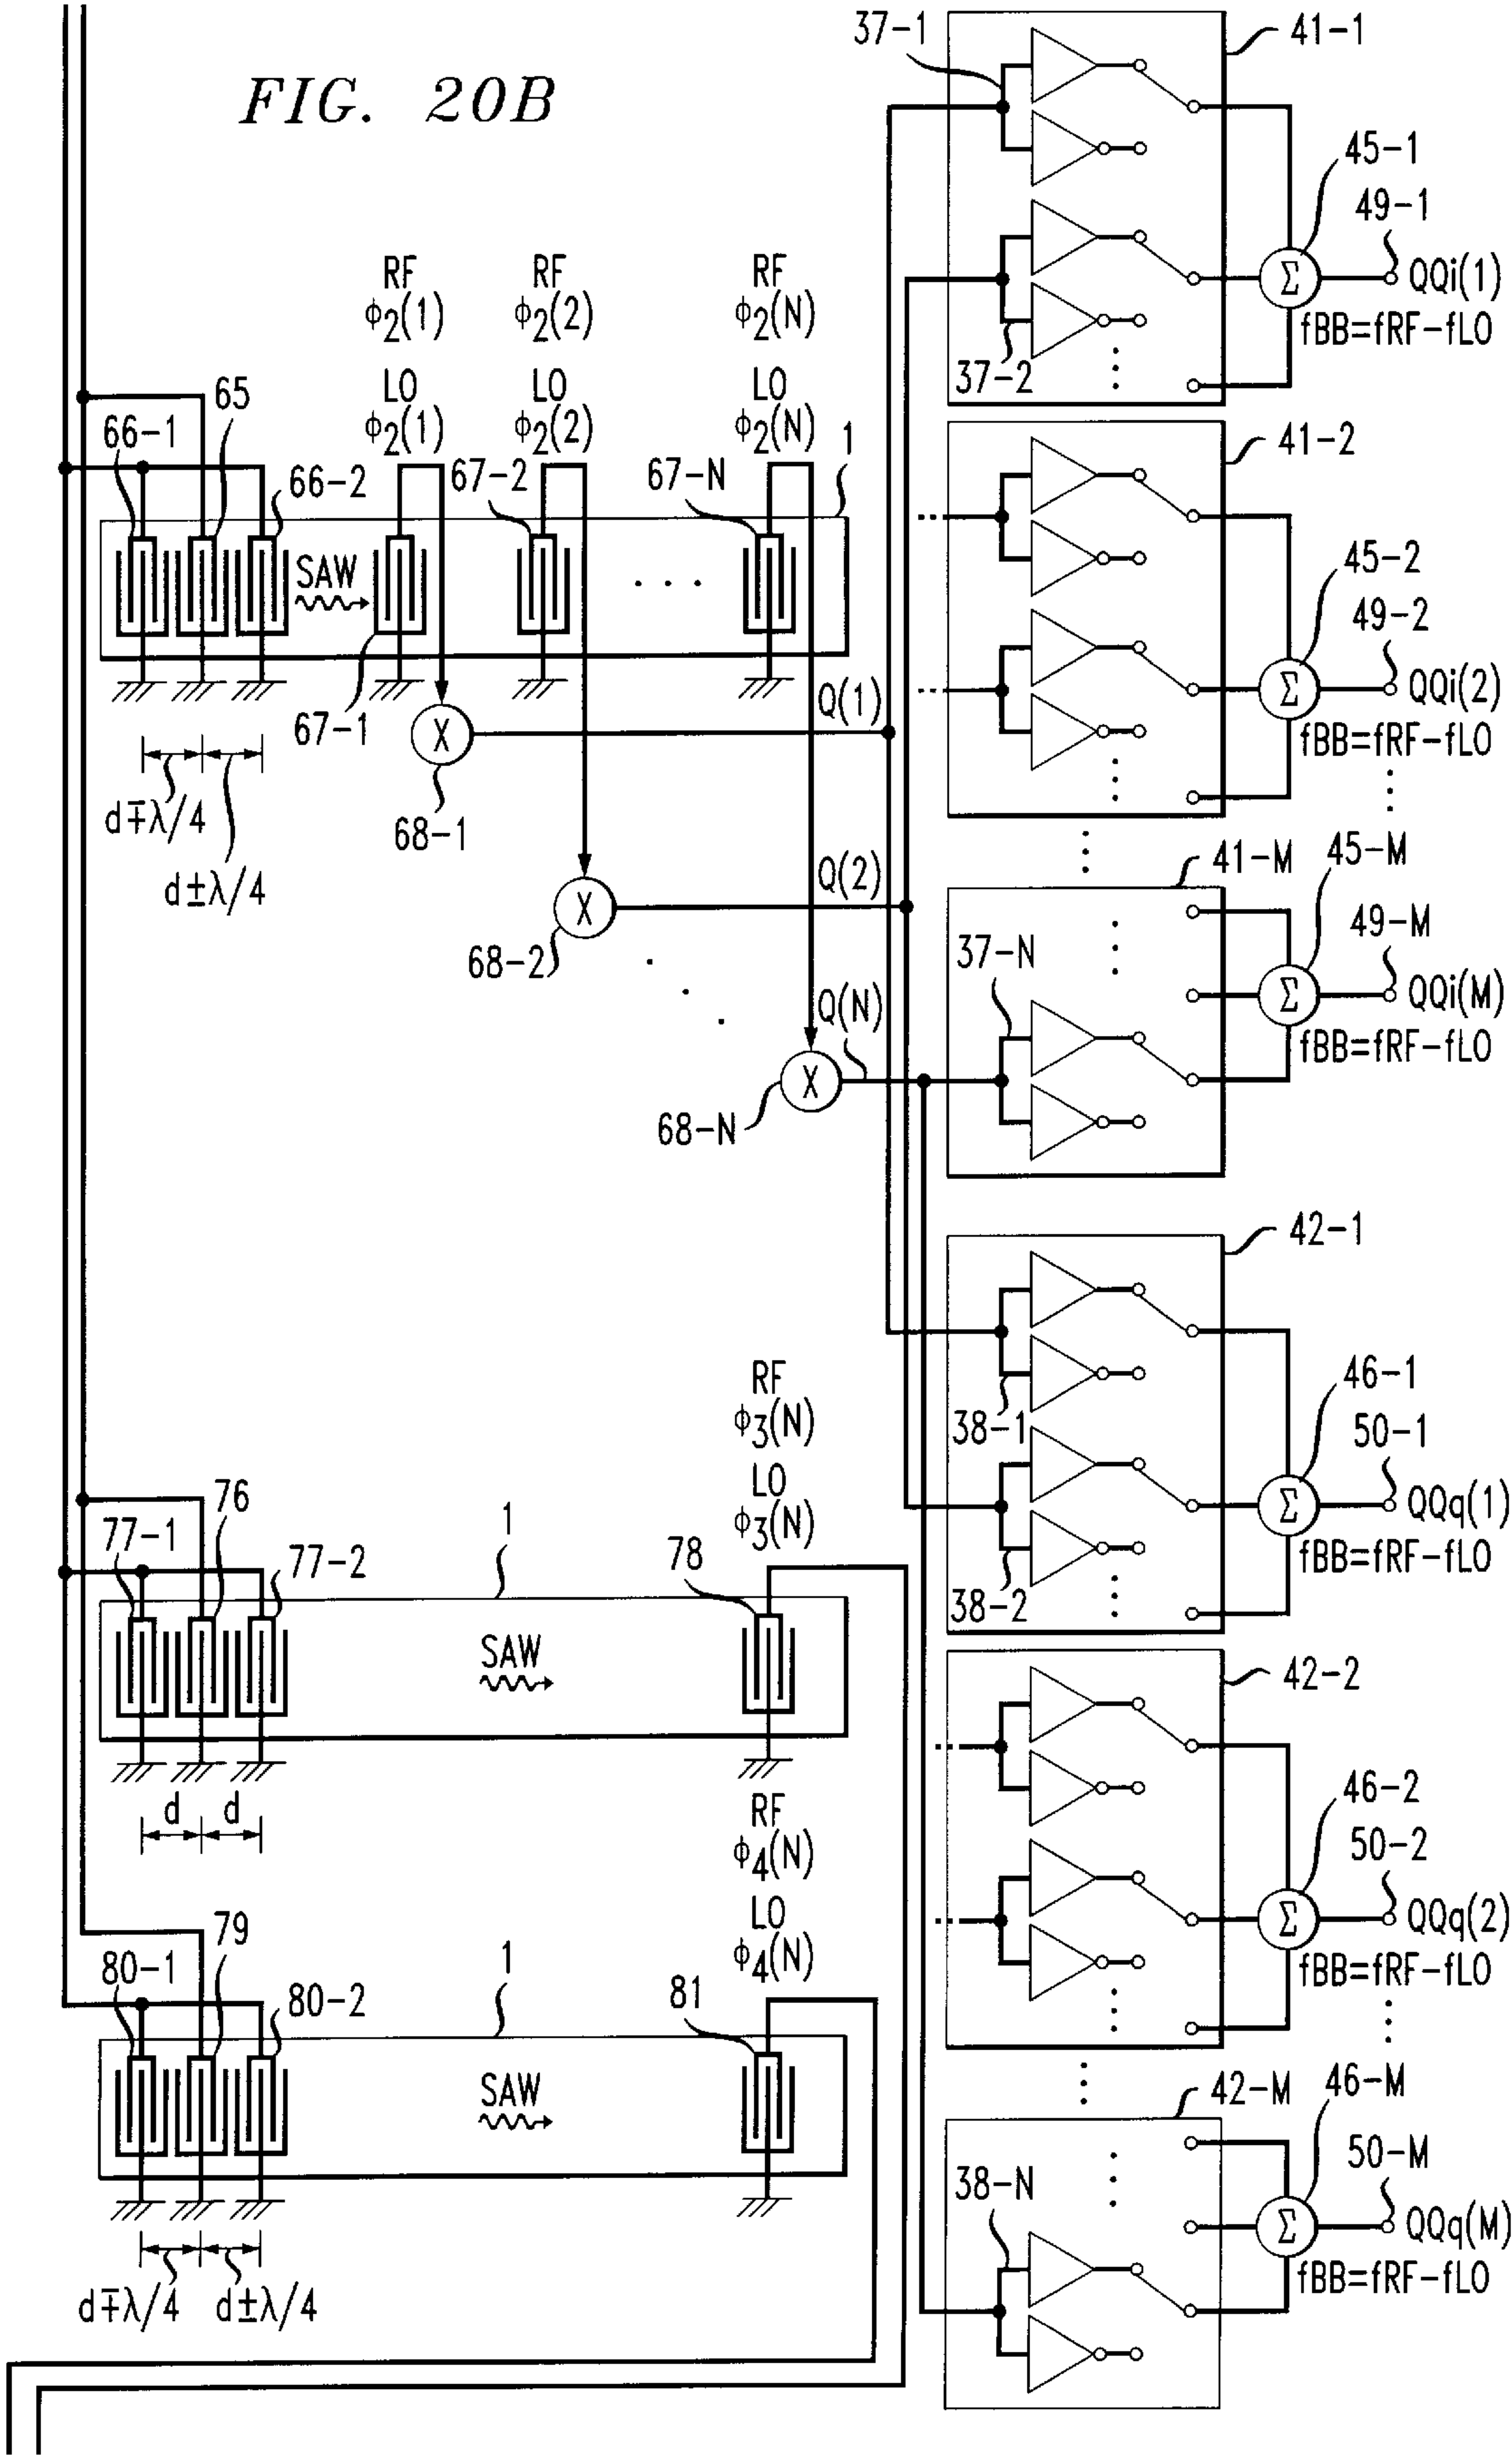 FIG. 20B
37-1
41-1
45-1
49-1
Σ
QQi(1)
fBB=fRF-fLO
37-2
RF
ϕ2(1)
LO
ϕ2(1)
RF
ϕ2(2)
LO
ϕ2(2)
RF
ϕ2(N)
LO
ϕ2(N)
66-1
65
66-2
67-2
67-N
1
SAW
. . .
67-1
d∓λ/4
d±λ/4
X
68-1
Q(1)
X
68-2
Q(2)
X
68-N
Q(N)
41-2
45-2
49-2
Σ
QQi(2)
fBB=fRF-fLO
41-M
45-M
49-M
37-N
Σ
QQi(M)
fBB=fRF-fLO
42-1
46-1
50-1
38-1
38-2
Σ
QQq(1)
fBB=fRF-fLO
RF
ϕ3(N)
LO
ϕ3(N)
77-1
76
77-2
1
78
SAW
d
d
42-2
46-2
50-2
Σ
QQq(2)
fBB=fRF-fLO
RF
ϕ4(N)
LO
ϕ4(N)
80-1
79
80-2
1
81
SAW
d∓λ/4
d±λ/4
42-M
46-M
50-M
38-N
Σ
QQq(M)
fBB=fRF-fLO